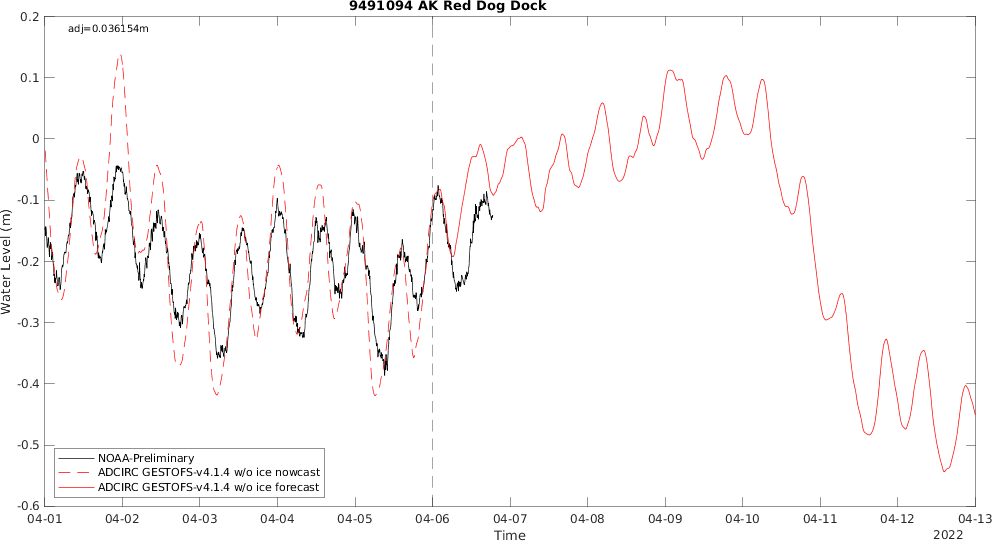 9491094 AK Red Dog Dock
adj=0.036154m
0.2
0.1
0
-0.1
-0.2
-0.3
-0.4
-0.5
-0.6
Water Level (m)
NOAA-Preliminary
ADCIRC GESTOFS-v4.1.4 w/o ice nowcast
ADCIRC GESTOFS-v4.1.4 w/o ice forecast
04-01 04-02 04-03 04-04 04-05 04-06 04-07 04-08 04-09 04-10 04-11 04-12 04-13
Time
2022